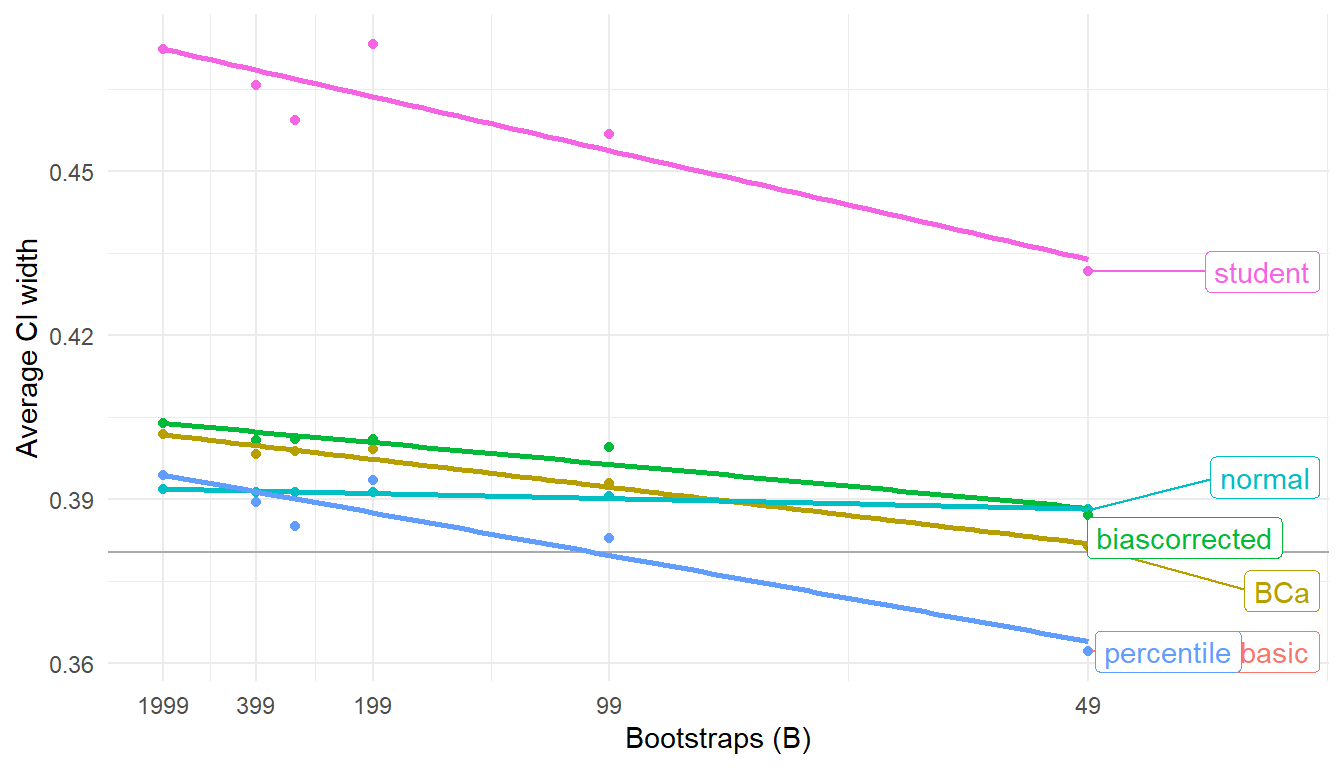 Average CI width
0.45
0.42
0.39
0.36
student
normal
biascorrected
BCa
percentile
basic
1999
399
199
99
49
Bootstraps (B)